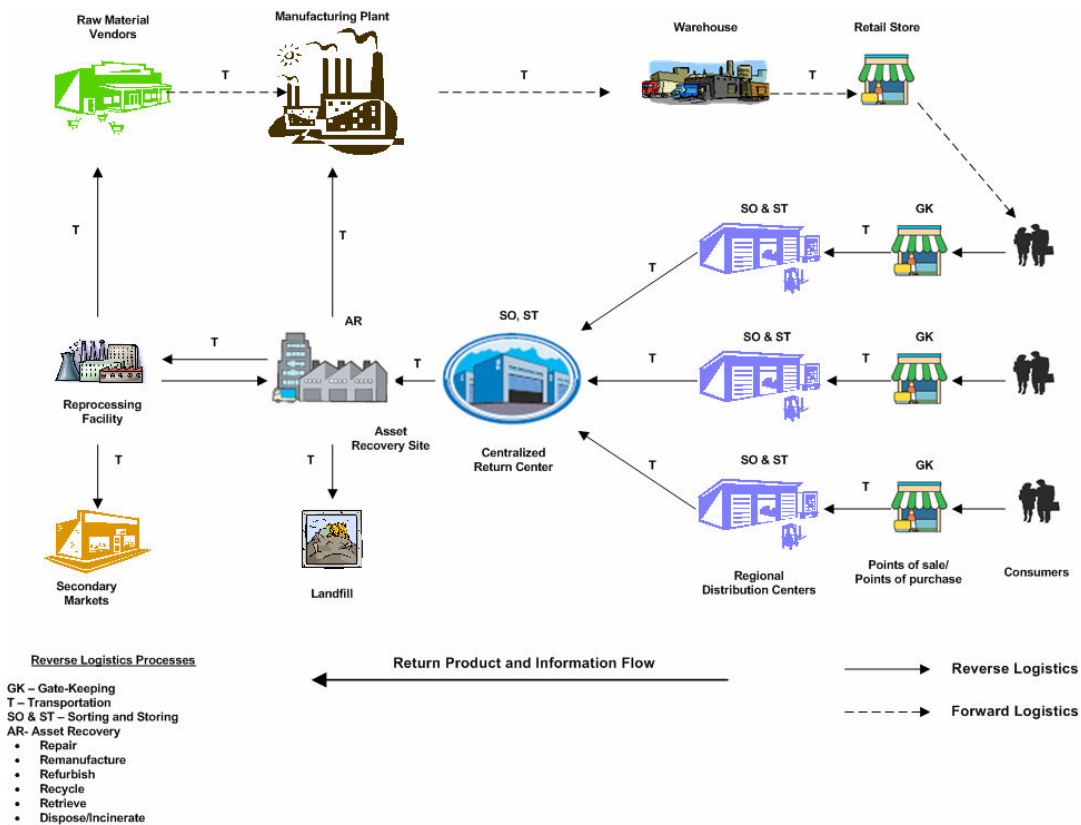 Raw Material
Vendors
Manufacturing Plant
Warehouse
Retail Store
T
T
T
SO & ST
GK
T
T
T
T
AR
SO, ST
SO & ST
GK
T
T
T
T
Reprocessing
Facility
Asset
Recovery Site
Centralized
Return Center
T
T
T
SO & ST
GK
T
Secondary
Markets
Landfill
Regional
Distribution Centers
Points of sale/
Points of purchase
Consumers
Reverse Logistics Processes
GK – Gate-Keeping
T – Transportation
SO & ST – Sorting and Storing
AR- Asset Recovery
• Repair
• Remanufacture
• Refurbish
• Recycle
• Retrieve
• Dispose/Incinerate
Return Product and Information Flow
Reverse Logistics
Forward Logistics